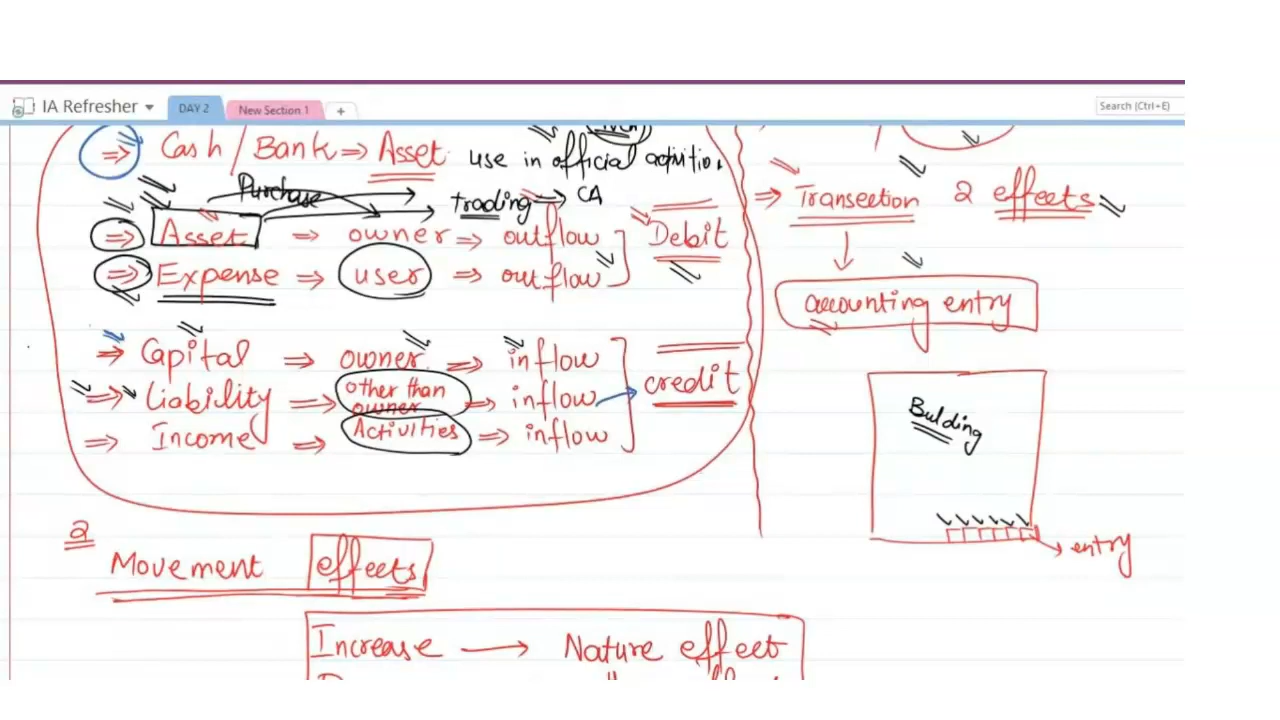 IA Refresher DAY 2 New Section 1 + Search (Ctrl+E)
⇒ Cash/Bank ⇒ Asset use in official
Purchase trading → CA
⇒ Asset ⇒ owner ⇒ outflow Debit
⇒ Expense ⇒ user ⇒ outflow
⇒ Capital ⇒ owner ⇒ inflow
⇒ Liability ⇒ other than owner ⇒ inflow → credit
⇒ Income ⇒ Activities ⇒ inflow
⇒ Transection 2 effects
accounting entry
Bulding
→ entry
2
Movement effects
Increase → Nature effect